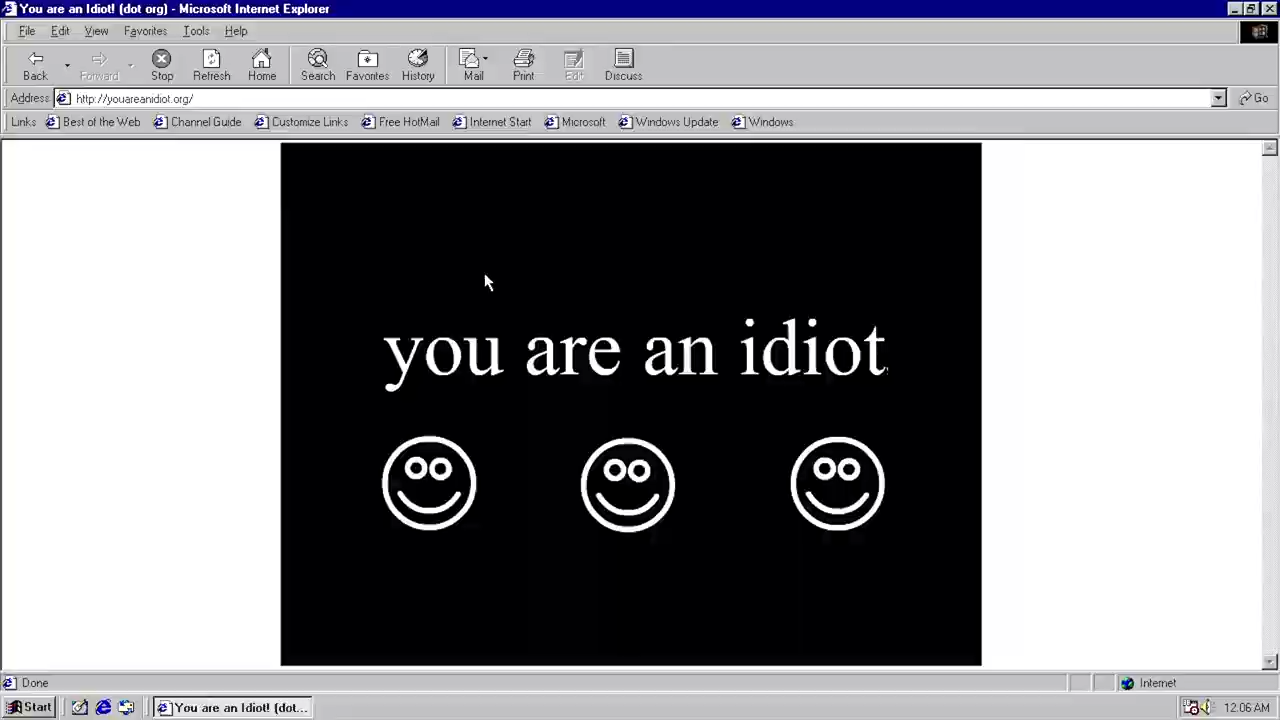 You are an Idiot! (dot org) - Microsoft Internet Explorer
File Edit View Favorites Tools Help
Back Forward Stop Refresh Home Search Favorites History Mail Print Edit Discuss
Address http://youareanidiot.org/ Go
Links Best of the Web Channel Guide Customize Links Free HotMail Internet Start Microsoft Windows Update Windows
you are an idiot
Done Internet
Start You are an Idiot! (dot... 12.06 AM